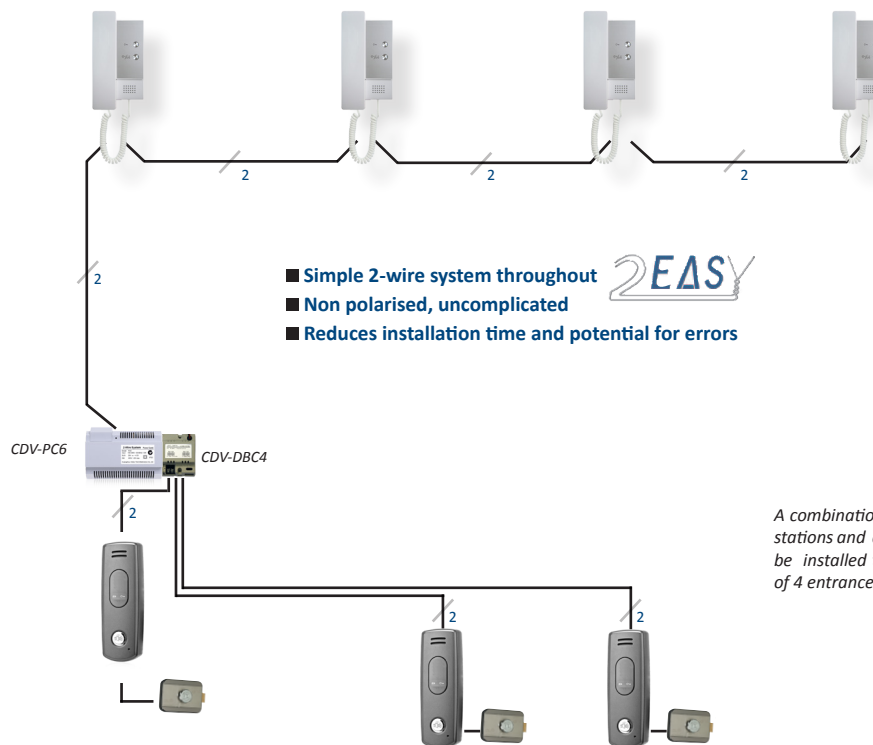 2
2
2
2
Simple 2-wire system throughout
2EASY
Non polarised, uncomplicated
Reduces installation time and potential for errors
CDV-PC6
CDV-DBC4
2
A combinatio
stations and
be installed
of 4 entrance
2
2